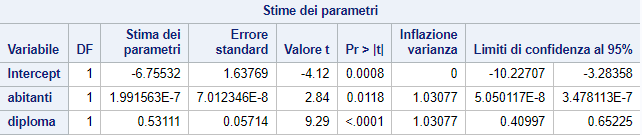 Stime dei parametri
Variabile DF Stima dei parametri Errore standard Valore t Pr > |t| Inflazione varianza Limiti di confidenza al 95%
Intercept 1 -6.75532 1.63769 -4.12 0.0008 0 -10.22707 -3.28358
abitanti 1 1.991563E-7 7.012346E-8 2.84 0.0118 1.03077 5.050117E-8 3.478113E-7
diploma 1 0.53111 0.05714 9.29 <.0001 1.03077 0.40997 0.65225